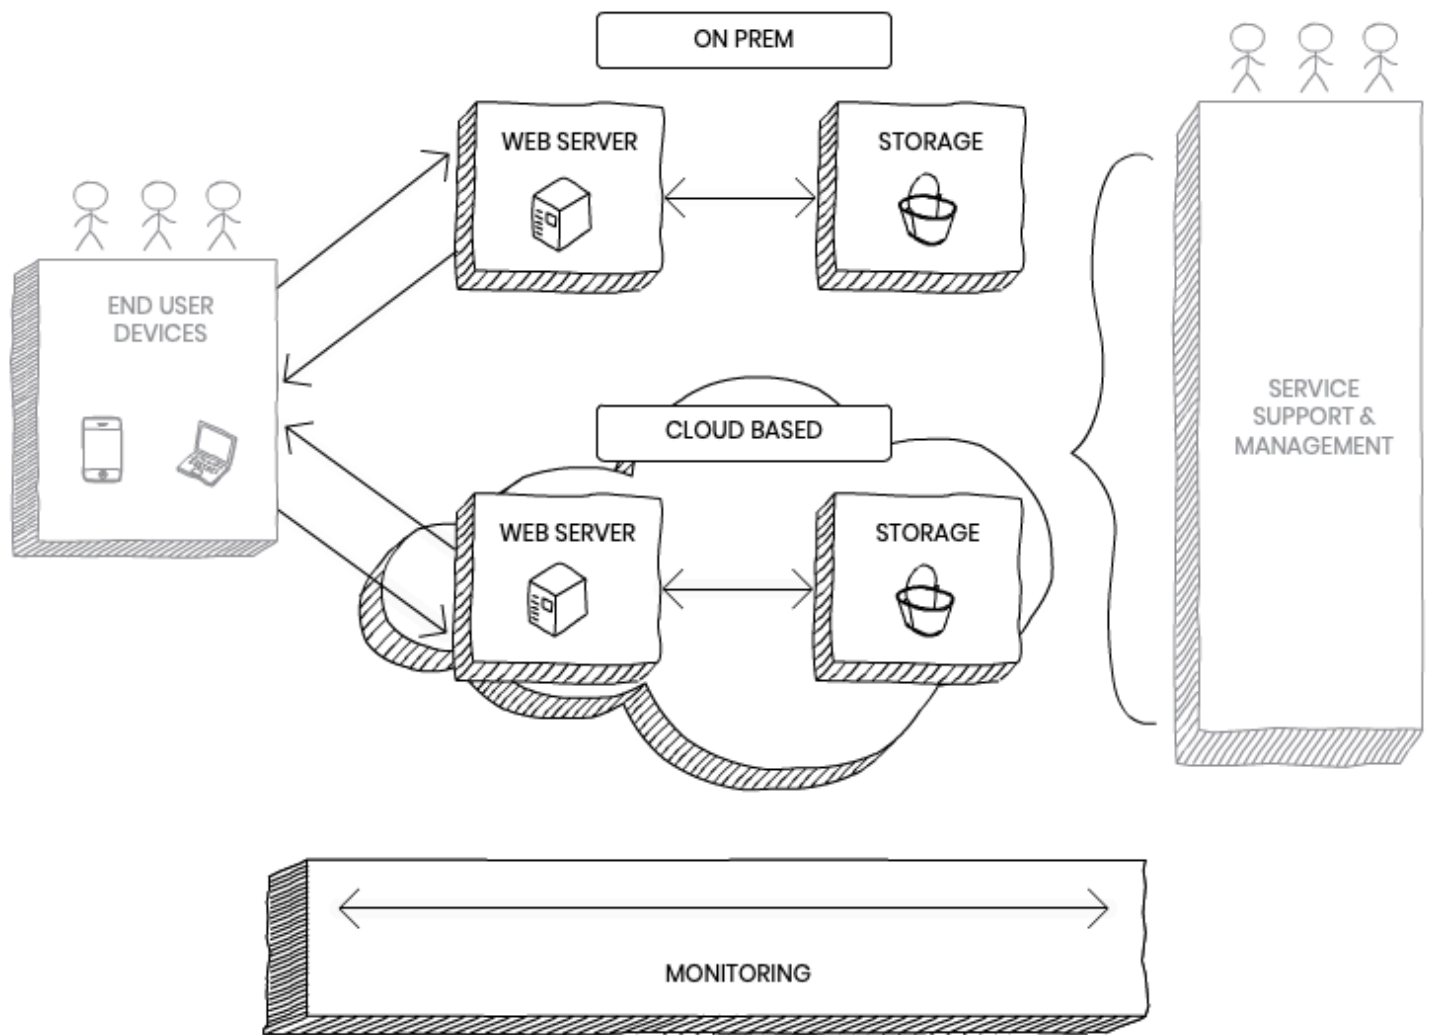 ON PREM
WEB SERVER
STORAGE
END USER
DEVICES
CLOUD BASED
SERVICE
SUPPORT &
MANAGEMENT
WEB SERVER
STORAGE
MONITORING